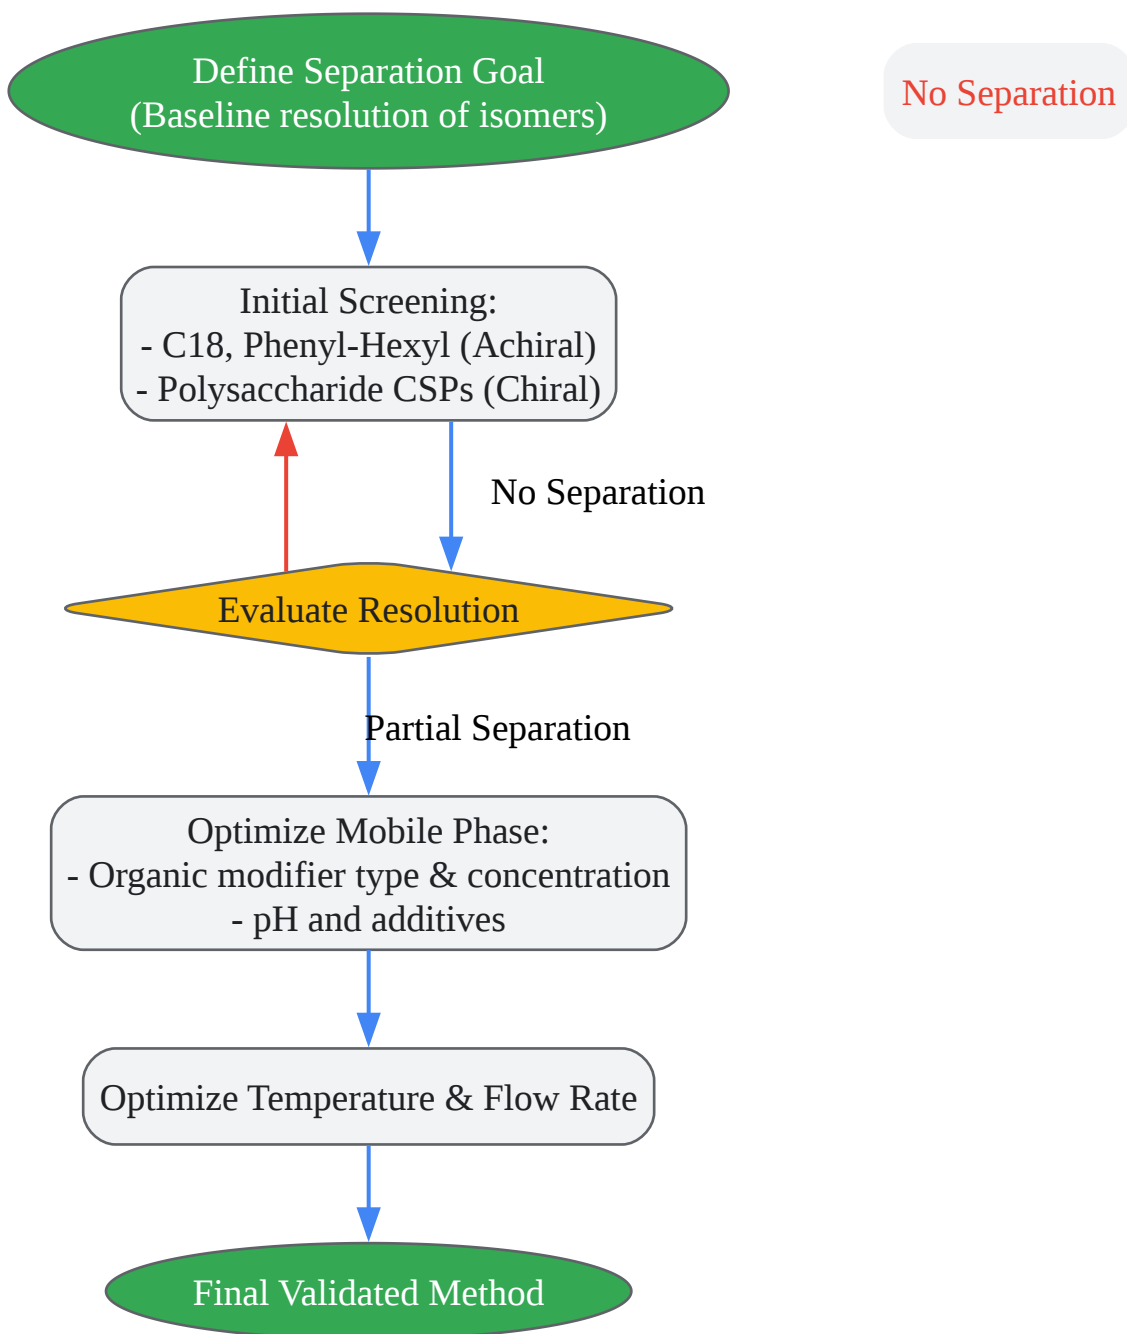 Define Separation Goal
(Baseline resolution of isomers)
No Separation
Initial Screening:
- C18, Phenyl-Hexyl (Achiral)
- Polysaccharide CSPs (Chiral)
No Separation
Evaluate Resolution
Partial Separation
Optimize Mobile Phase:
- Organic modifier type & concentration
- pH and additives
Optimize Temperature & Flow Rate
Final Validated Method